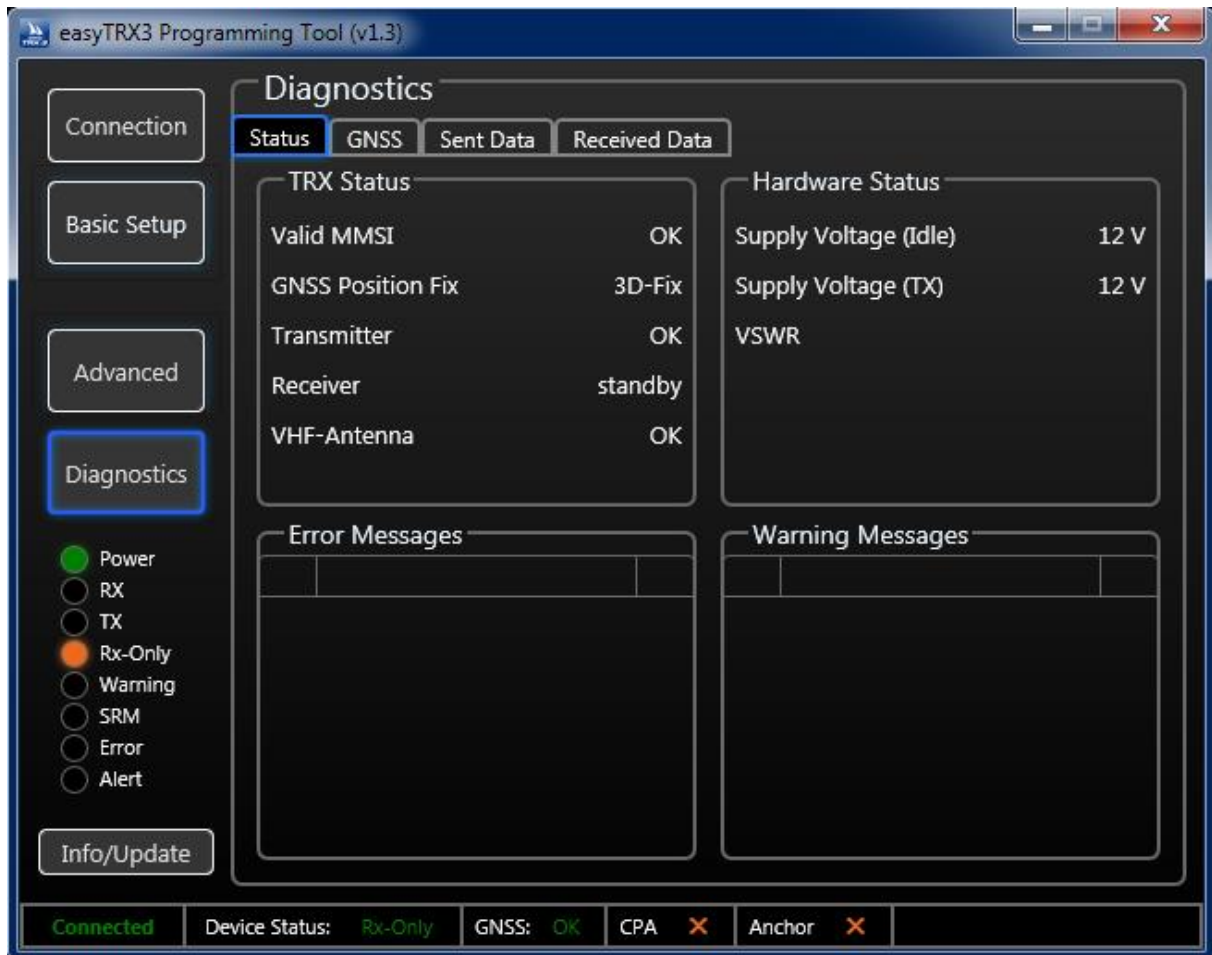 easyTRX3 Programming Tool (v1.3)
Connection
Basic Setup
Advanced
Diagnostics
Power
RX
TX
Rx-Only
Warning
SRM
Error
Alert
Info/Update
Diagnostics
Status GNSS Sent Data Received Data
TRX Status
Valid MMSI OK
GNSS Position Fix 3D-Fix
Transmitter OK
Receiver standby
VHF-Antenna OK
Hardware Status
Supply Voltage (Idle) 12 V
Supply Voltage (TX) 12 V
VSWR
Error Messages
Warning Messages
Connected Device Status: Rx-Only GNSS: OK CPA Anchor